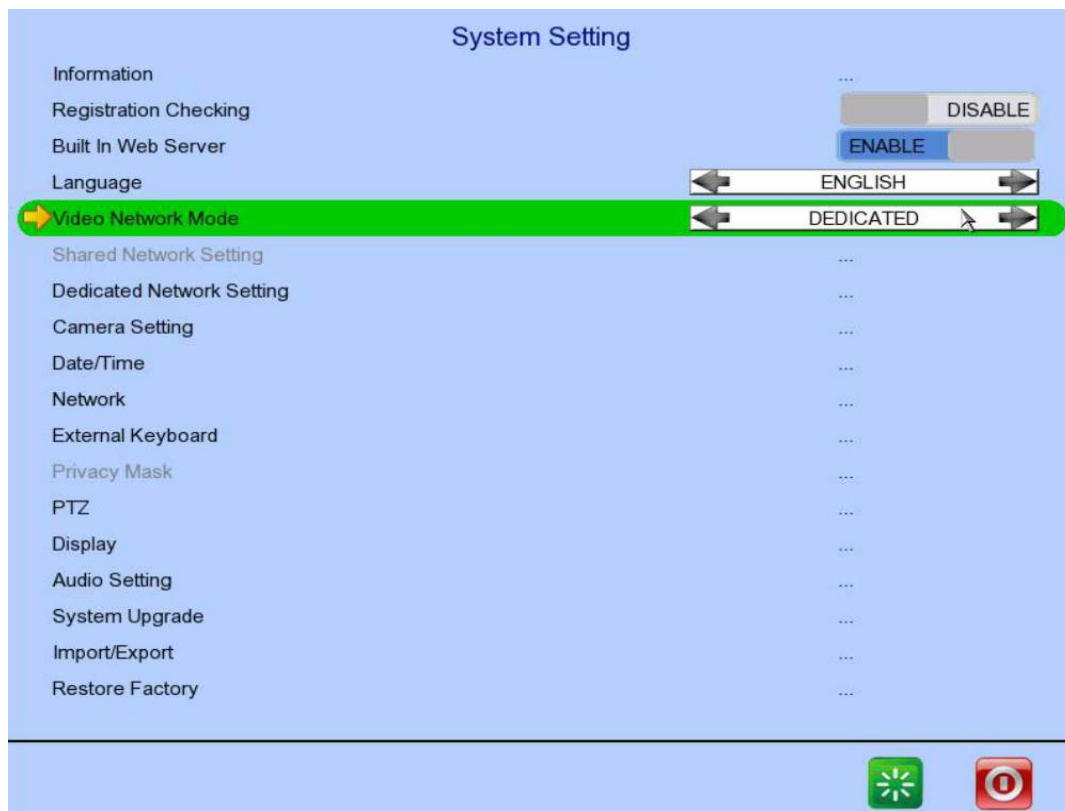 System Setting
Information ...
Registration Checking DISABLE
Built In Web Server ENABLE
Language ENGLISH
Video Network Mode DEDICATED
Shared Network Setting ...
Dedicated Network Setting ...
Camera Setting ...
Date/Time ...
Network ...
External Keyboard ...
Privacy Mask ...
PTZ ...
Display ...
Audio Setting ...
System Upgrade ...
Import/Export ...
Restore Factory ...